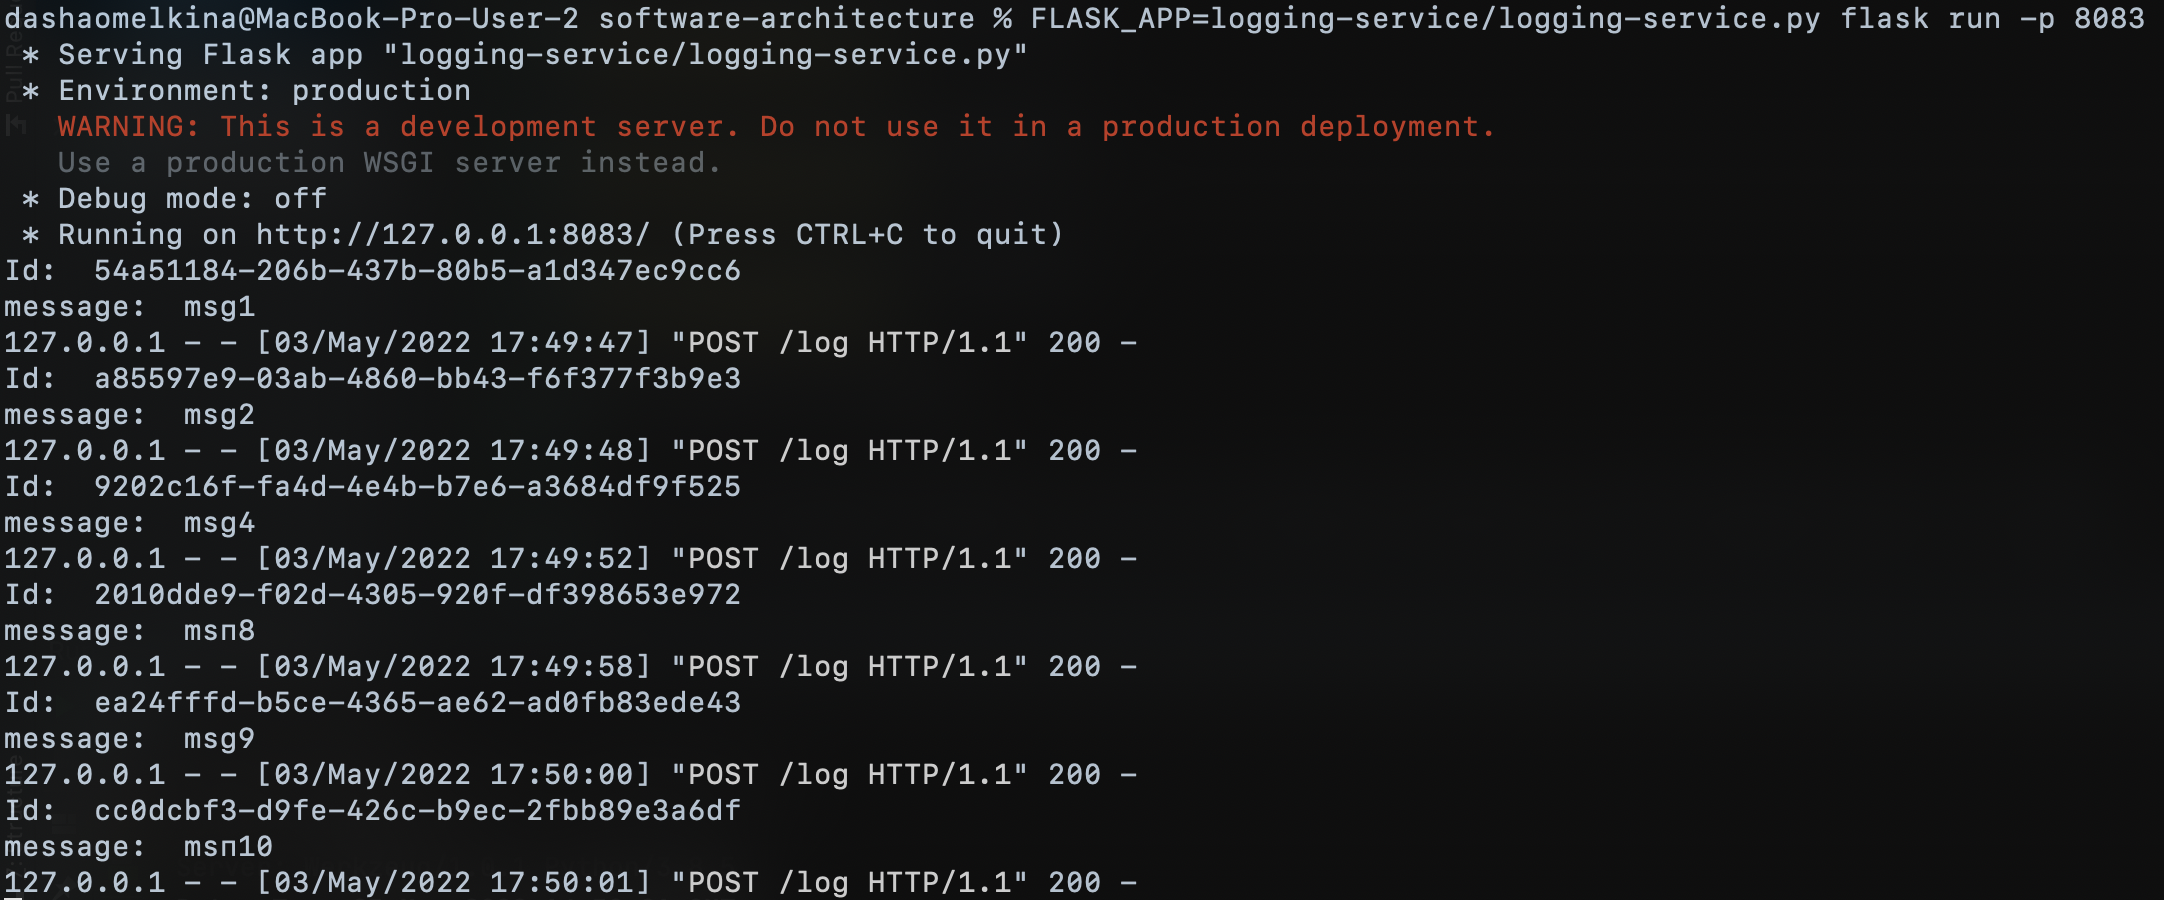 dashaomelkina@MacBook-Pro-User-2 software-architecture % FLASK_APP=logging-service/logging-service.py flask run -p 8083
 * Serving Flask app "logging-service/logging-service.py"
 * Environment: production
   WARNING: This is a development server. Do not use it in a production deployment.
   Use a production WSGI server instead.
 * Debug mode: off
 * Running on http://127.0.0.1:8083/ (Press CTRL+C to quit)
Id:  54a51184-206b-437b-80b5-a1d347ec9cc6
message:  msg1
127.0.0.1 - - [03/May/2022 17:49:47] "POST /log HTTP/1.1" 200 -
Id:  a85597e9-03ab-4860-bb43-f6f377f3b9e3
message:  msg2
127.0.0.1 - - [03/May/2022 17:49:48] "POST /log HTTP/1.1" 200 -
Id:  9202c16f-fa4d-4e4b-b7e6-a3684df9f525
message:  msg4
127.0.0.1 - - [03/May/2022 17:49:52] "POST /log HTTP/1.1" 200 -
Id:  2010dde9-f02d-4305-920f-df398653e972
message:  msп8
127.0.0.1 - - [03/May/2022 17:49:58] "POST /log HTTP/1.1" 200 -
Id:  ea24fffd-b5ce-4365-ae62-ad0fb83ede43
message:  msg9
127.0.0.1 - - [03/May/2022 17:50:00] "POST /log HTTP/1.1" 200 -
Id:  cc0dcbf3-d9fe-426c-b9ec-2fbb89e3a6df
message:  msп10
127.0.0.1 - - [03/May/2022 17:50:01] "POST /log HTTP/1.1" 200 -